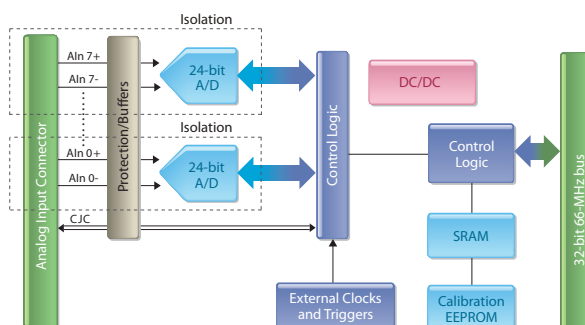 Isolation
AIn 7+
AIn 7-
24-bit
A/D
DC/DC
Isolation
AIn 0+
AIn 0-
24-bit
A/D
CJC
Analog Input Connector
Protection/Buffers
Control Logic
Control
Logic
32-bit 66-MHz bus
SRAM
External Clocks
and Triggers
Calibration
EEPROM